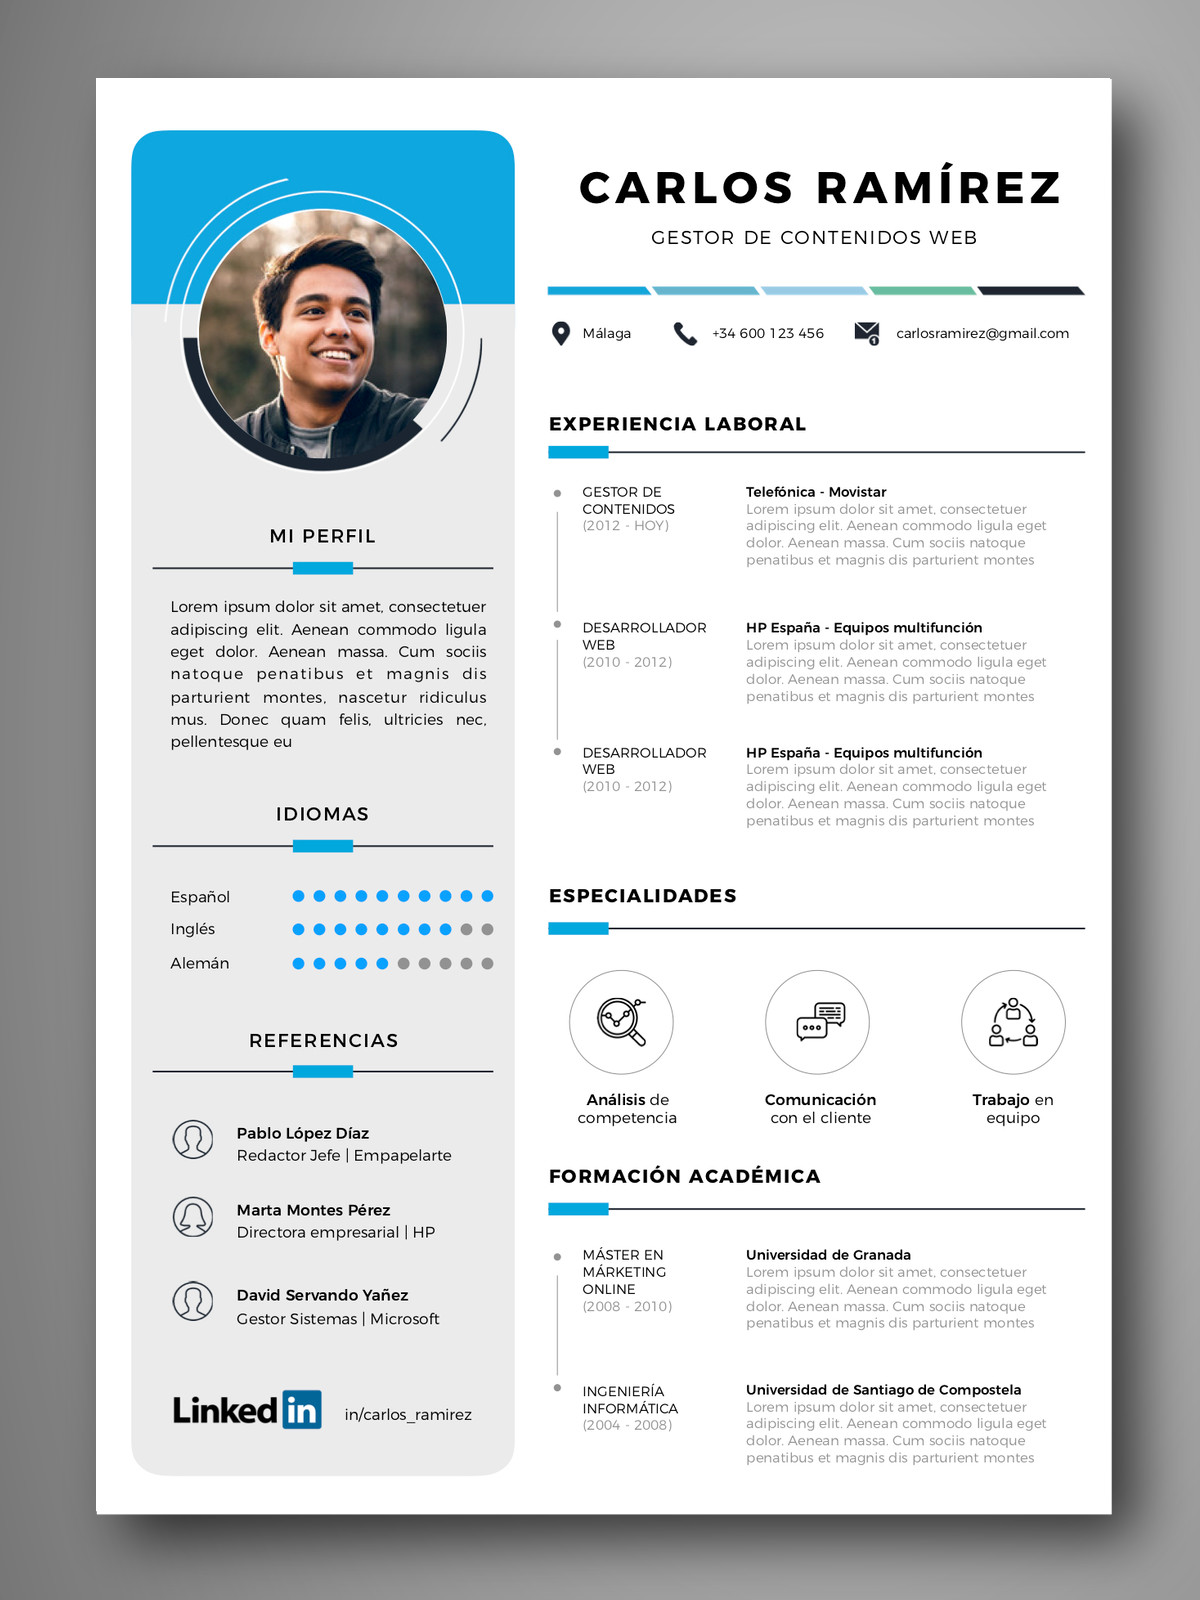 CARLOS RAMÍREZ
GESTOR DE CONTENIDOS WEB
Málaga
+34 600 123 456
1
carlosramirez@gmail.com
MI PERFIL
Lorem ipsum dolor sit amet, consectetuer
adipiscing elit. Aenean commodo ligula
eget dolor. Aenean massa. Cum sociis
natoque penatibus et magnis dis
parturient montes, nascetur ridiculus
mus. Donec quam felis, ultricies nec,
pellentesque eu
IDIOMAS
Español
Inglés
Alemán
REFERENCIAS
Pablo López Díaz
Redactor Jefe | Empapelarte
Marta Montes Pérez
Directora empresarial | HP
David Servando Yañez
Gestor Sistemas | Microsoft
Linked in
in/carlos_ramirez
EXPERIENCIA LABORAL
GESTOR DE
CONTENIDOS
(2012 - HOY)
Telefónica - Movistar
Lorem ipsum dolor sit amet, consectetuer
adipiscing elit. Aenean commodo ligula eget
dolor. Aenean massa. Cum sociis natoque
penatibus et magnis dis parturient montes
DESARROLLADOR
WEB
(2010 - 2012)
HP España - Equipos multifunción
Lorem ipsum dolor sit amet, consectetuer
adipiscing elit. Aenean commodo ligula eget
dolor. Aenean massa. Cum sociis natoque
penatibus et magnis dis parturient montes
DESARROLLADOR
WEB
(2010 - 2012)
HP España - Equipos multifunción
Lorem ipsum dolor sit amet, consectetuer
adipiscing elit. Aenean commodo ligula eget
dolor. Aenean massa. Cum sociis natoque
penatibus et magnis dis parturient montes
ESPECIALIDADES
Análisis de
competencia
Comunicación
con el cliente
Trabajo en
equipo
FORMACIÓN ACADÉMICA
MÁSTER EN
MÁRKETING
ONLINE
(2008 - 2010)
Universidad de Granada
Lorem ipsum dolor sit amet, consectetuer
adipiscing elit. Aenean commodo ligula eget
dolor. Aenean massa. Cum sociis natoque
penatibus et magnis dis parturient montes
INGENIERÍA
INFORMÁTICA
(2004 - 2008)
Universidad de Santiago de Compostela
Lorem ipsum dolor sit amet, consectetuer
adipiscing elit. Aenean commodo ligula eget
dolor. Aenean massa. Cum sociis natoque
penatibus et magnis dis parturient montes